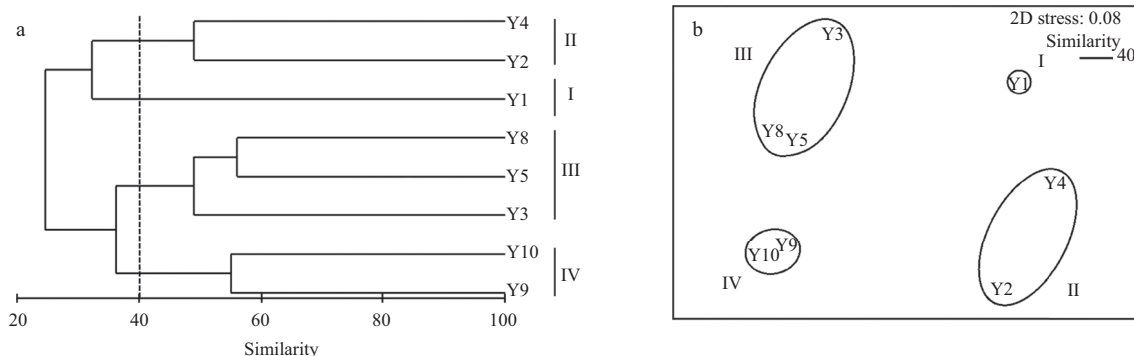 a
Y4
II
Y2
Y1
I
Y8
Y5
III
Y3
Y10
IV
Y9
20 40 60 80 100
Similarity
b
2D stress: 0.08
Similarity
40
III
Y3
I
Y1
Y8
Y5
Y4
Y9
Y10
IV
Y2
II